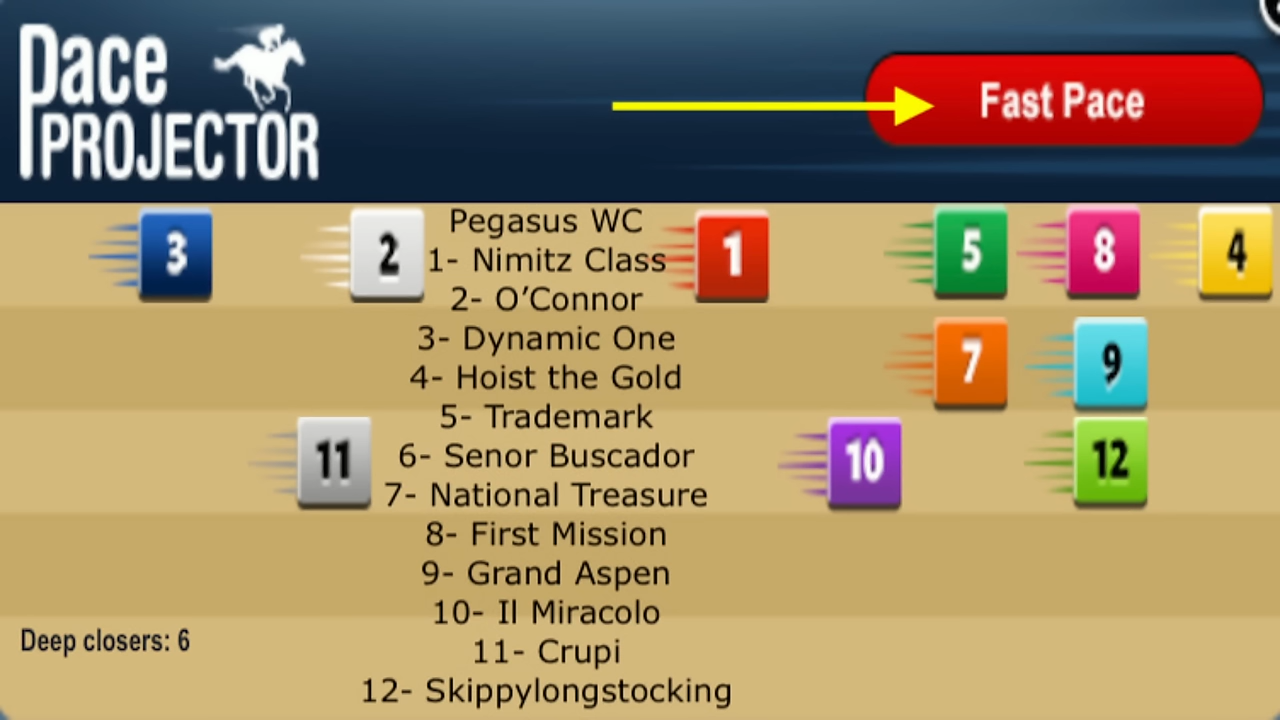 Pace
PROJECTOR
Fast Pace
3
2
1
5
8
4
7
9
11
10
12
Pegasus WC
1- Nimitz Class
2- O’Connor
3- Dynamic One
4- Hoist the Gold
5- Trademark
6- Senor Buscador
7- National Treasure
8- First Mission
9- Grand Aspen
10- Il Miracolo
11- Crupi
12- Skippylongstocking
Deep closers: 6